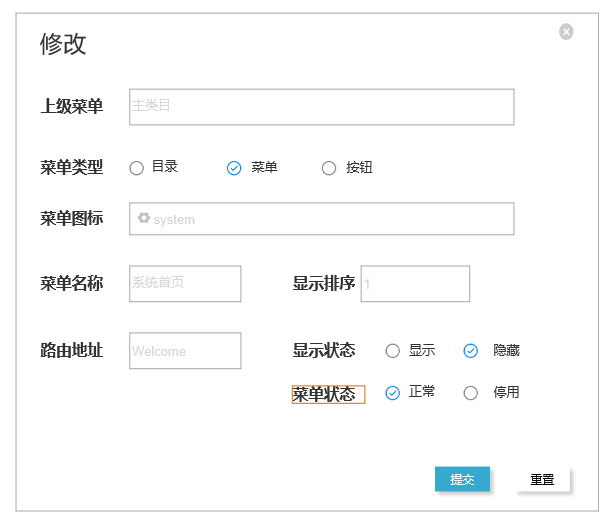 修改
上级菜单 主类目
菜单类型 目录 菜单 按钮
菜单图标 system
菜单名称 系统首页 显示排序 1
路由地址 Welcome 显示状态 显示 隐藏
菜单状态 正常 停用
提交 重置